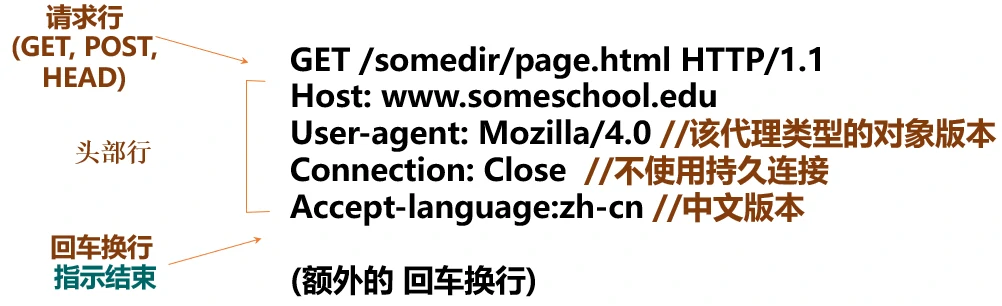 请求行
(GET, POST,
HEAD)
GET /somedir/page.html HTTP/1.1
Host: www.someschool.edu
User-agent: Mozilla/4.0 //该代理类型的对象版本
头部行
Connection: Close //不使用持久连接
Accept-language:zh-cn //中文版本
回车换行
指示结束
(额外的 回车换行)